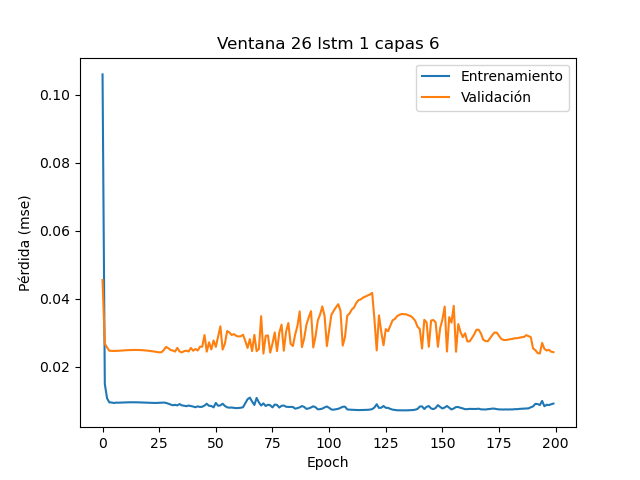 Ventana 26 lstm 1 capas 6
Entrenamiento
Validación
0.10
0.08
0.06
0.04
0.02
Pérdida (mse)
0 25 50 75 100 125 150 175 200
Epoch